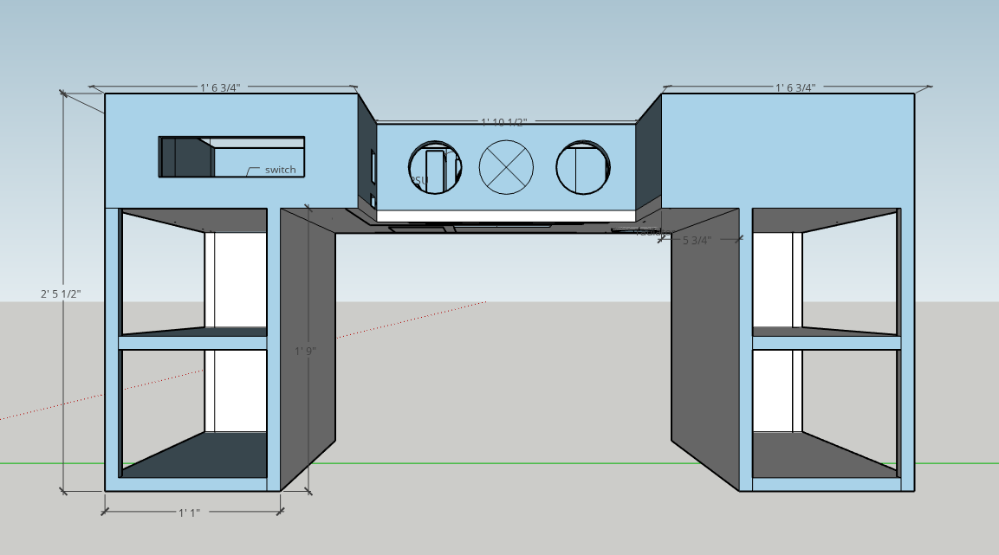 1' 6 3/4"
1' 6 3/4"
1' 10 1/2"
switch
PSU
5 3/4"
2' 5 1/2"
1' 9"
1' 1"